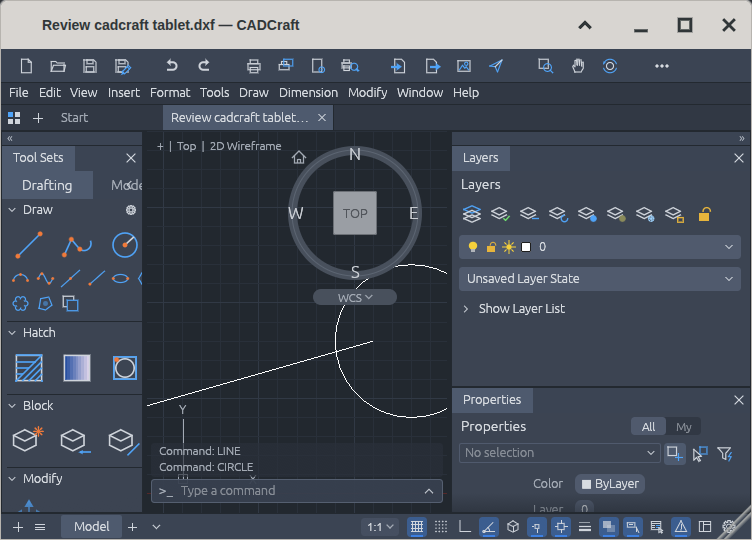 Review cadcraft tablet.dxf — CADCraft
File Edit View Insert Format Tools Draw Dimension Modify Window Help
Start
Review cadcraft tablet...
Tool Sets
Drafting
Draw
Hatch
Block
Modify
+ | Top | 2D Wireframe
N
W
TOP
E
S
WCS
Y
Command: LINE
Command: CIRCLE
>_ Type a command
Layers
Layers
0
Unsaved Layer State
Show Layer List
Properties
Properties
All
My
No selection
Color
ByLayer
Layer
0
Model
1:1